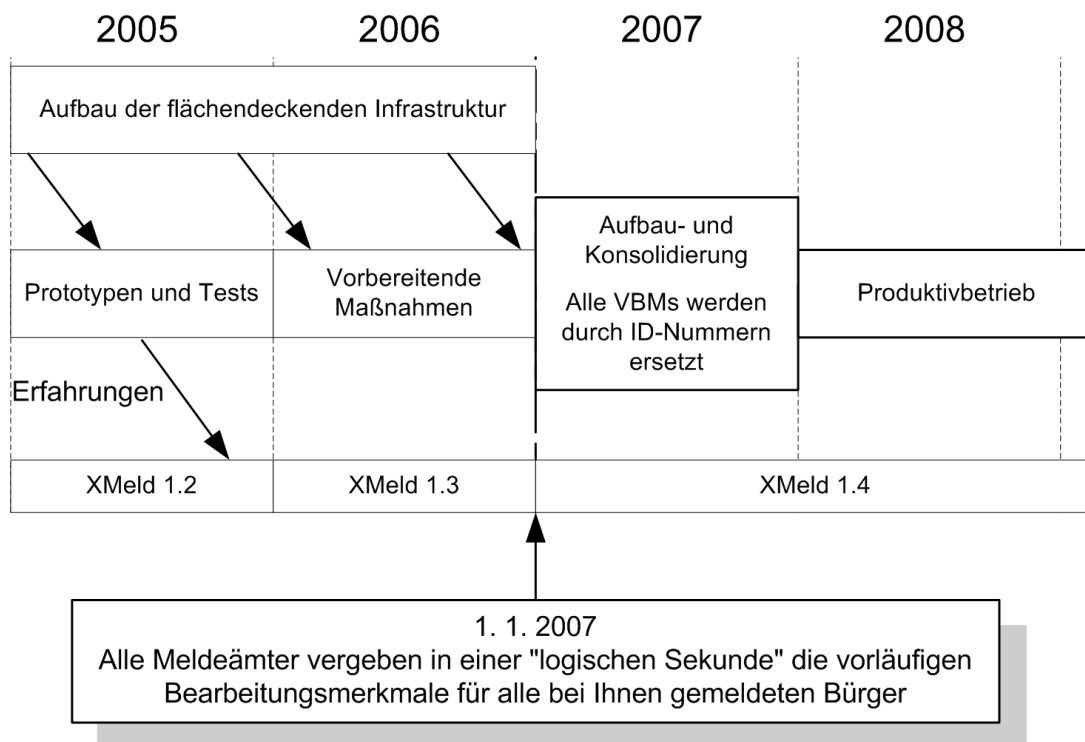 2005 2006 2007 2008
Aufbau der flächendeckenden Infrastruktur
Prototypen und Tests
Vorbereitende
Maßnahmen
Aufbau- und
Konsolidierung
Alle VBMs werden
durch ID-Nummern
ersetzt
Produktivbetrieb
Erfahrungen
XMeld 1.2
XMeld 1.3
XMeld 1.4
1. 1. 2007
Alle Meldeämter vergeben in einer "logischen Sekunde" die vorläufigen
Bearbeitungsmerkmale für alle bei Ihnen gemeldeten Bürger